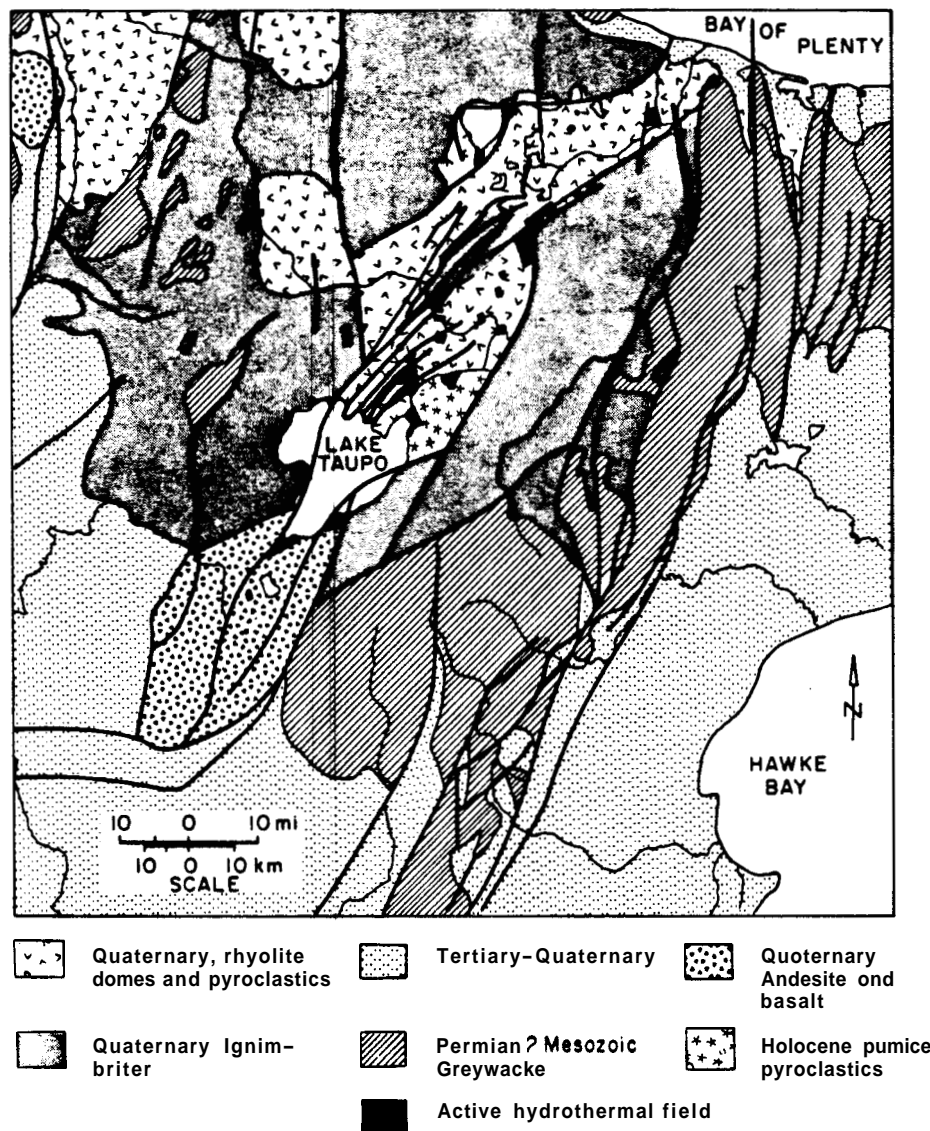 BAY OF PLENTY
LAKE
TAUPO
N
HAWKE
BAY
10 0 10 mi
10 0 10 km
SCALE
Quaternary, rhyolite
domes and pyroclastics
Tertiary-Quaternary
Quoternary
Andesite ond
basalt
Quaternary Ignim-
briter
Permian ? Mesozoic
Greywacke
Holocene pumice
pyroclastics
Active hydrothermal field